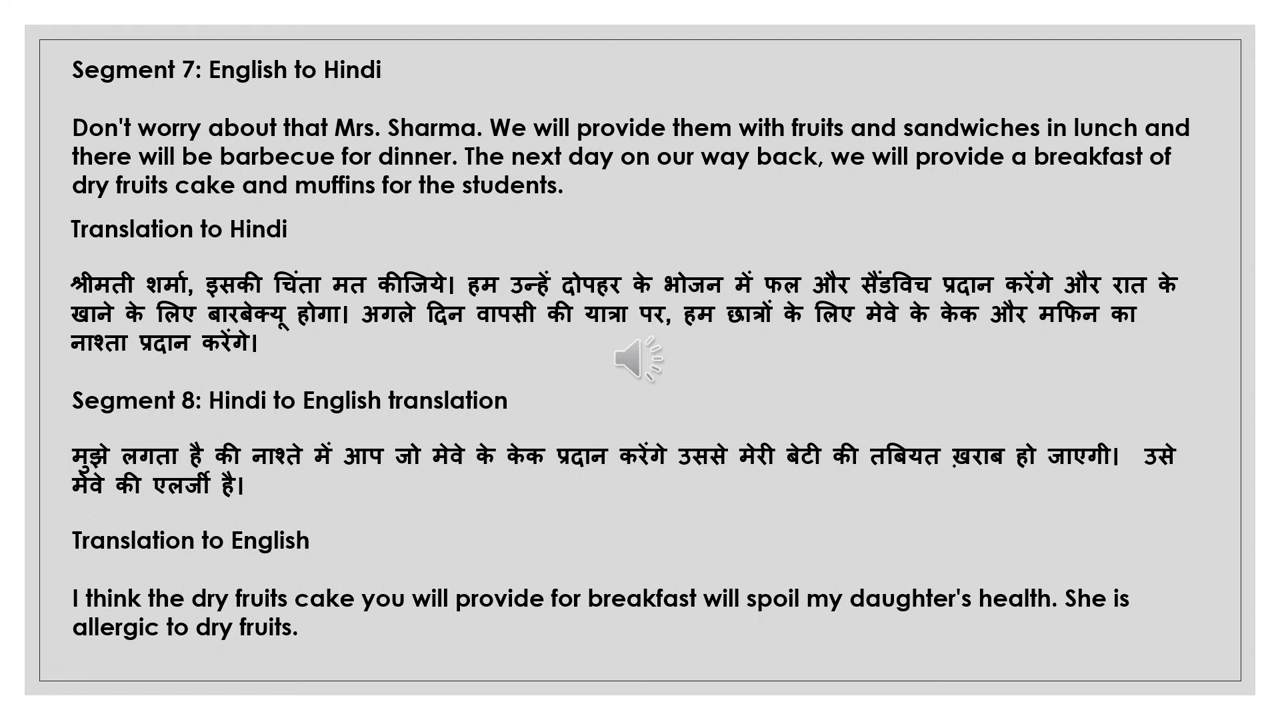 Segment 7: English to Hindi
Don't worry about that Mrs. Sharma. We will provide them with fruits and sandwiches in lunch and
there will be barbecue for dinner. The next day on our way back, we will provide a breakfast of
dry fruits cake and muffins for the students.
Translation to Hindi
श्रीमती शर्मा, इसकी चिंता मत कीजिये। हम उन्हें दोपहर के भोजन में फल और सैंडविच प्रदान करेंगे और रात के
खाने के लिए बारबेक्यू होगा। अगले दिन वापसी की यात्रा पर, हम छात्रों के लिए मेवे के केक और मफिन का
नाश्ता प्रदान करेंगे।
Segment 8: Hindi to English translation
मुझे लगता है की नाश्ते में आप जो मेवे के केक प्रदान करेंगे उससे मेरी बेटी की तबियत ख़राब हो जाएगी। उसे
मेवे की एलर्जी है।
Translation to English
I think the dry fruits cake you will provide for breakfast will spoil my daughter's health. She is
allergic to dry fruits.